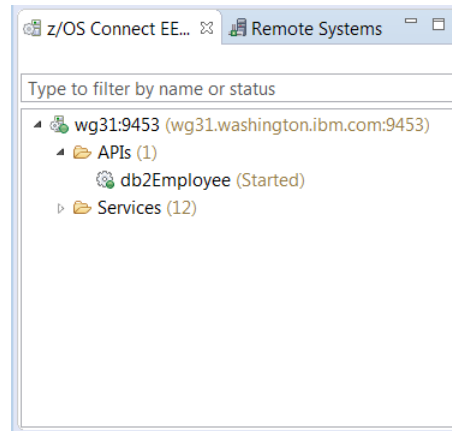 z/OS Connect EE... Remote Systems
Type to filter by name or status
wg31:9453 (wg31.washington.ibm.com:9453)
APIs (1)
db2Employee (Started)
Services (12)